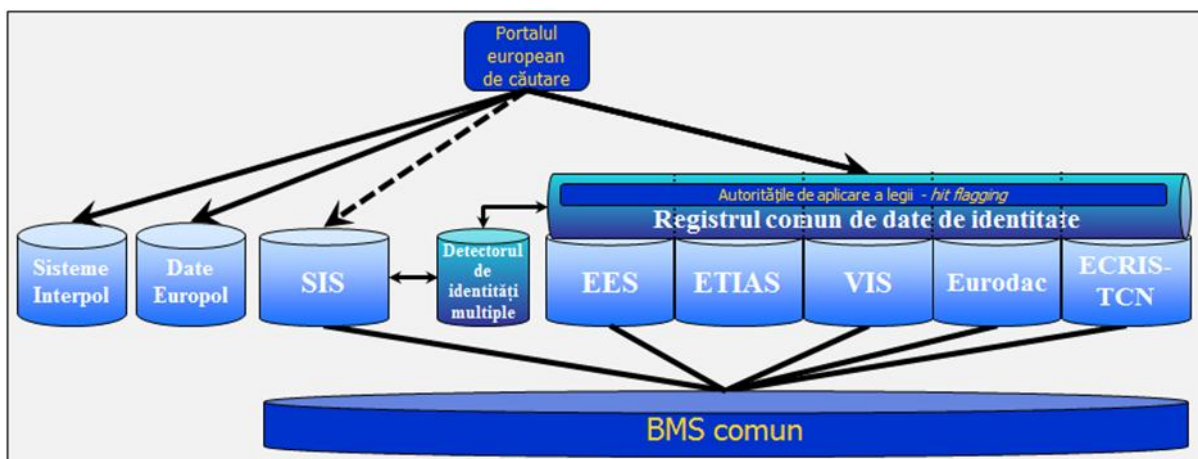 Portalul
european
de căutare
Autoritățile de aplicare a legii - hit flagging
Registrul comun de date de identitate
Sisteme
Interpol
Date
Europol
SIS
Detectorul
de
identități
multiple
EES
ETIAS
VIS
Eurodac
ECRIS-
TCN
BMS comun